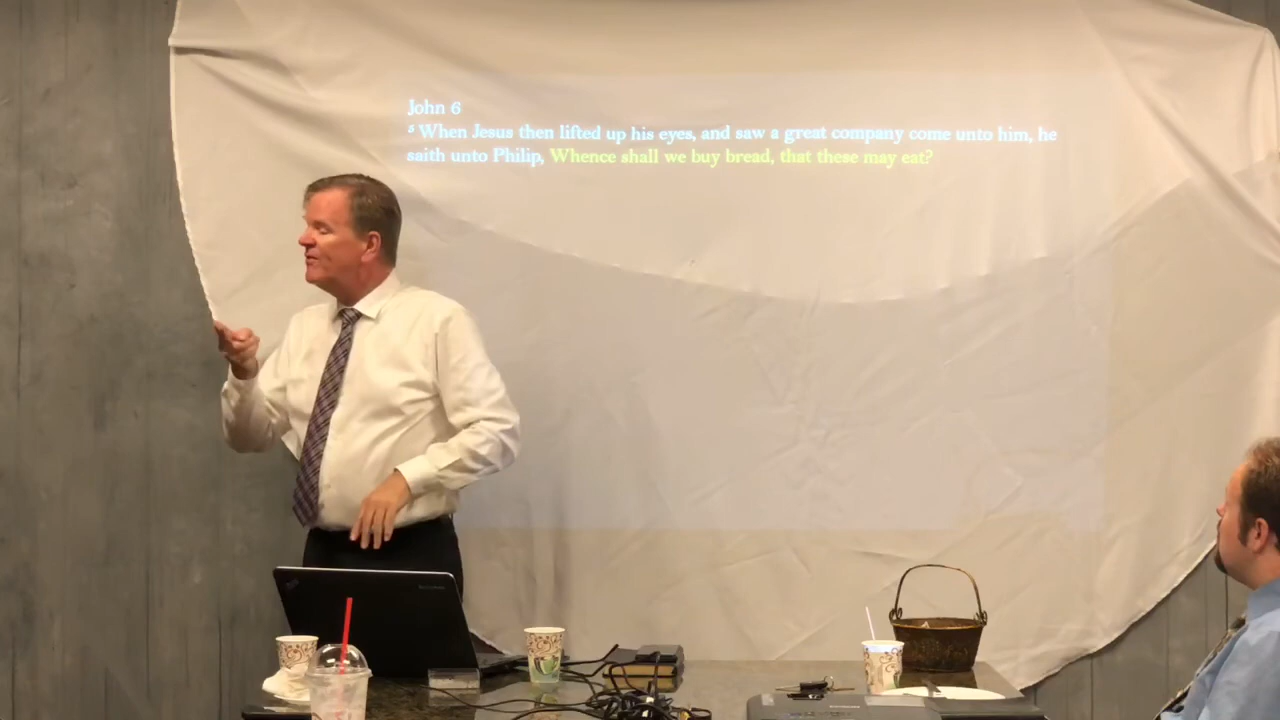 John 6
⁵ When Jesus then lifted up his eyes, and saw a great company come unto him, he
saith unto Philip, Whence shall we buy bread, that these may eat?